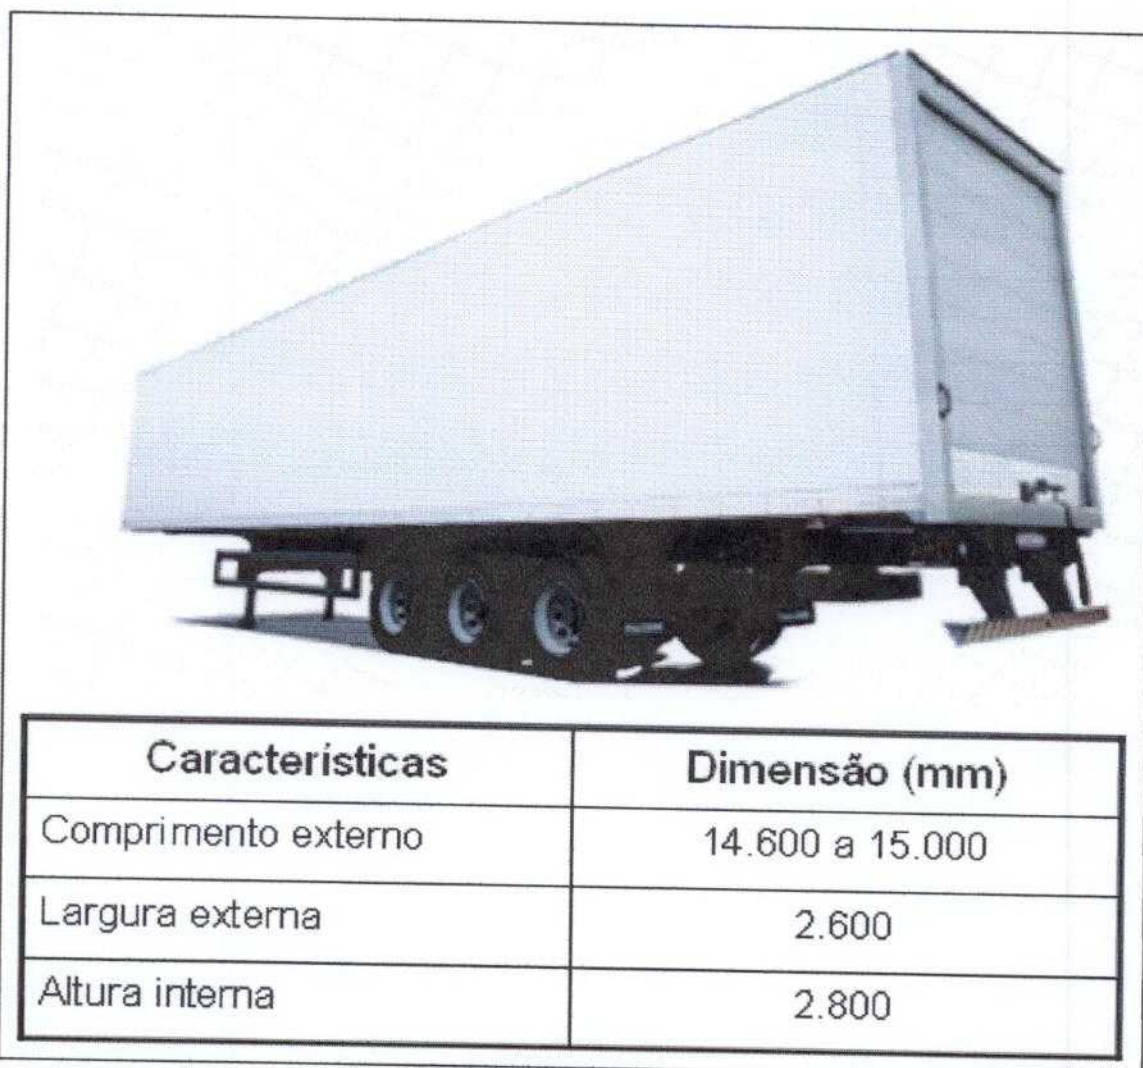 Características Dimensão (mm)
Comprimento externo 14.600 a 15.000
Largura externa 2.600
Altura interna 2.800